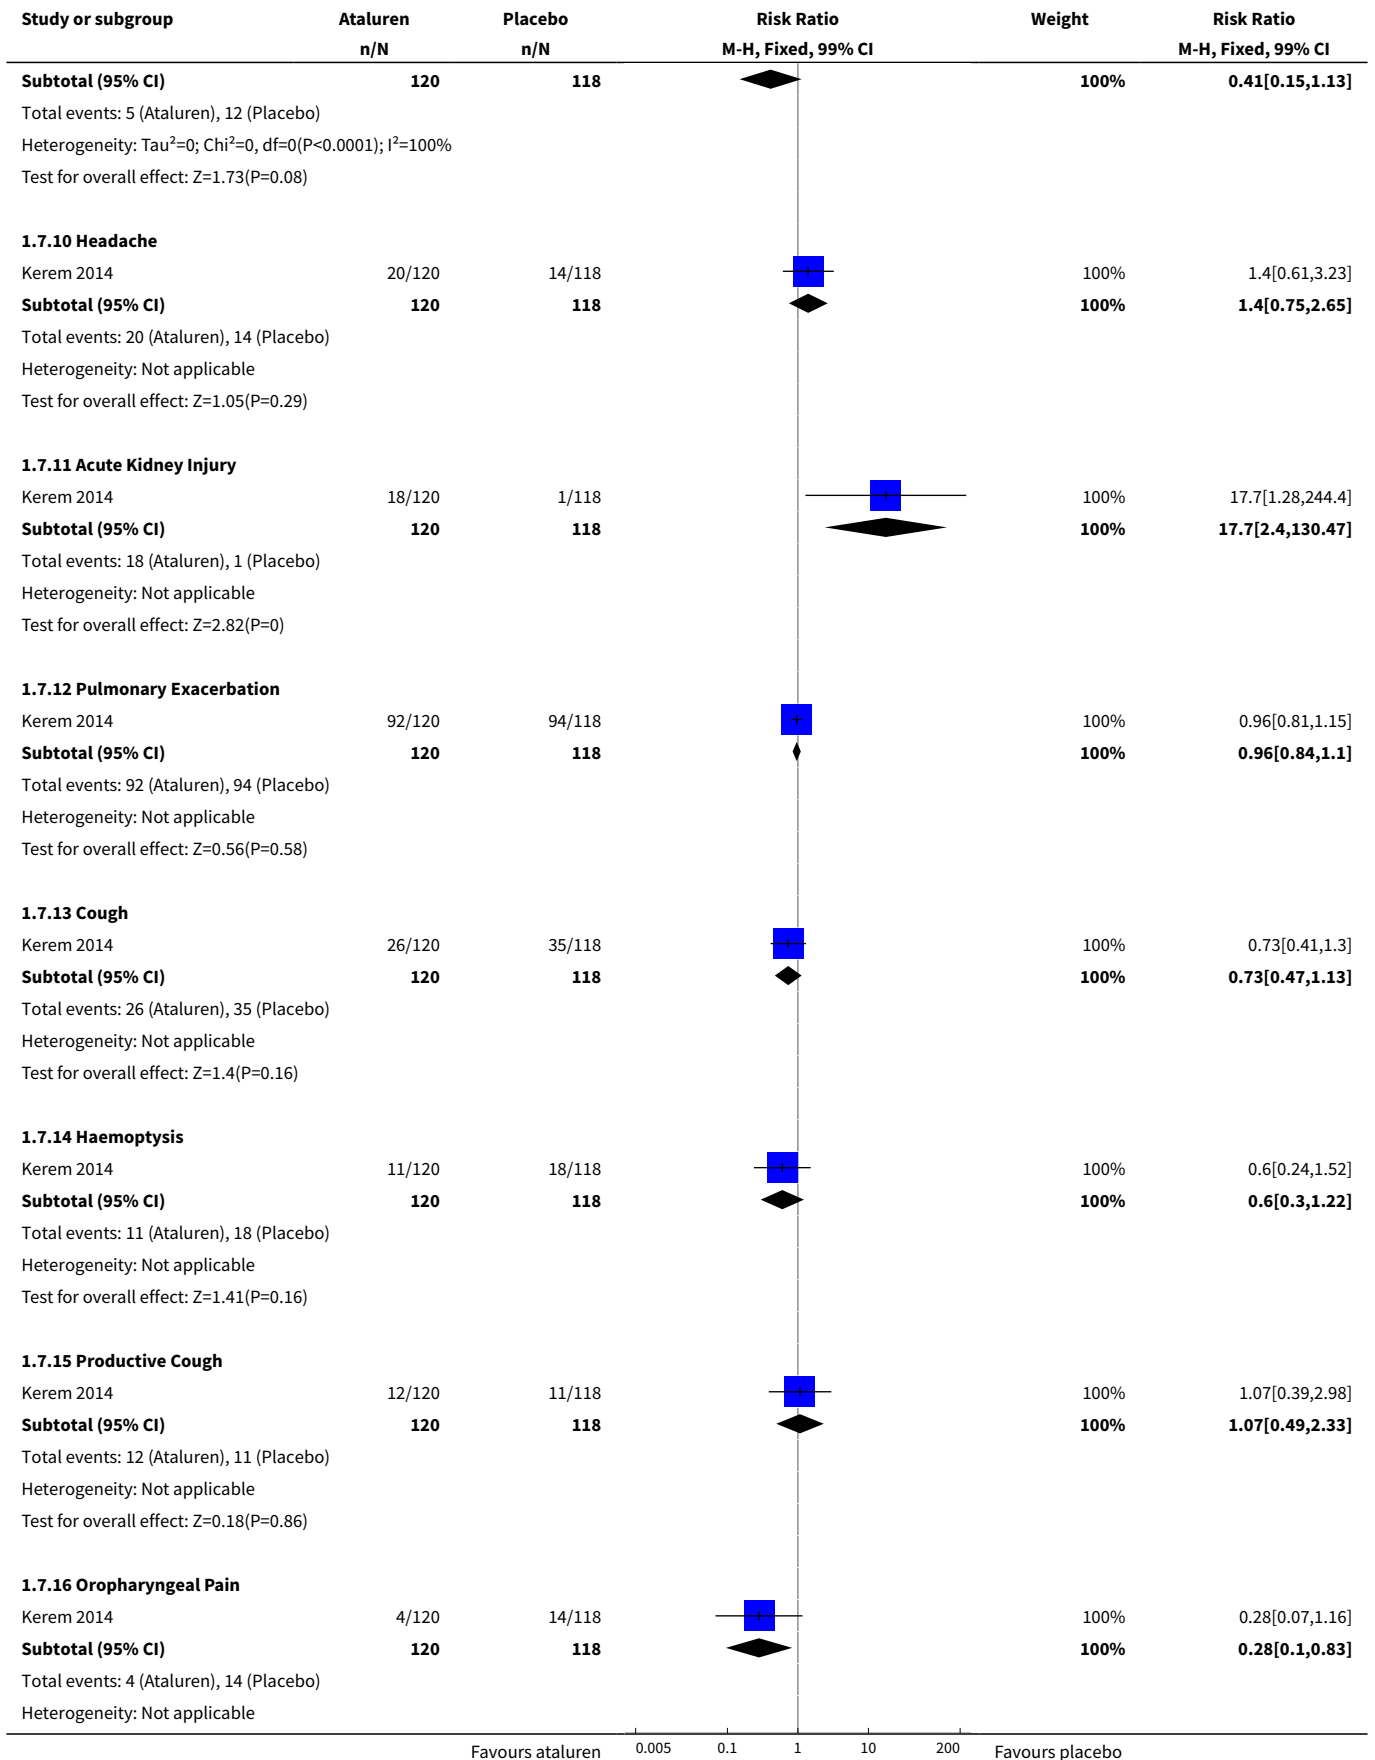 Study or subgroup Ataluren Placebo Risk Ratio Weight Risk Ratio
n/N n/N M-H, Fixed, 99% CI M-H, Fixed, 99% CI
Subtotal (95% CI) 120 118 100% 0.41[0.15,1.13]
Total events: 5 (Ataluren), 12 (Placebo)
Heterogeneity: Tau²=0; Chi²=0, df=0(P<0.0001); I²=100%
Test for overall effect: Z=1.73(P=0.08)
1.7.10 Headache
Kerem 2014 20/120 14/118 100% 1.4[0.61,3.23]
Subtotal (95% CI) 120 118 100% 1.4[0.75,2.65]
Total events: 20 (Ataluren), 14 (Placebo)
Heterogeneity: Not applicable
Test for overall effect: Z=1.05(P=0.29)
1.7.11 Acute Kidney Injury
Kerem 2014 18/120 1/118 100% 17.7[1.28,244.4]
Subtotal (95% CI) 120 118 100% 17.7[2.4,130.47]
Total events: 18 (Ataluren), 1 (Placebo)
Heterogeneity: Not applicable
Test for overall effect: Z=2.82(P=0)
1.7.12 Pulmonary Exacerbation
Kerem 2014 92/120 94/118 100% 0.96[0.81,1.15]
Subtotal (95% CI) 120 118 100% 0.96[0.84,1.1]
Total events: 92 (Ataluren), 94 (Placebo)
Heterogeneity: Not applicable
Test for overall effect: Z=0.56(P=0.58)
1.7.13 Cough
Kerem 2014 26/120 35/118 100% 0.73[0.41,1.3]
Subtotal (95% CI) 120 118 100% 0.73[0.47,1.13]
Total events: 26 (Ataluren), 35 (Placebo)
Heterogeneity: Not applicable
Test for overall effect: Z=1.4(P=0.16)
1.7.14 Haemoptysis
Kerem 2014 11/120 18/118 100% 0.6[0.24,1.52]
Subtotal (95% CI) 120 118 100% 0.6[0.3,1.22]
Total events: 11 (Ataluren), 18 (Placebo)
Heterogeneity: Not applicable
Test for overall effect: Z=1.41(P=0.16)
1.7.15 Productive Cough
Kerem 2014 12/120 11/118 100% 1.07[0.39,2.98]
Subtotal (95% CI) 120 118 100% 1.07[0.49,2.33]
Total events: 12 (Ataluren), 11 (Placebo)
Heterogeneity: Not applicable
Test for overall effect: Z=0.18(P=0.86)
1.7.16 Oropharyngeal Pain
Kerem 2014 4/120 14/118 100% 0.28[0.07,1.16]
Subtotal (95% CI) 120 118 100% 0.28[0.1,0.83]
Total events: 4 (Ataluren), 14 (Placebo)
Heterogeneity: Not applicable
Favours ataluren 0.005 0.1 1 10 200 Favours placebo